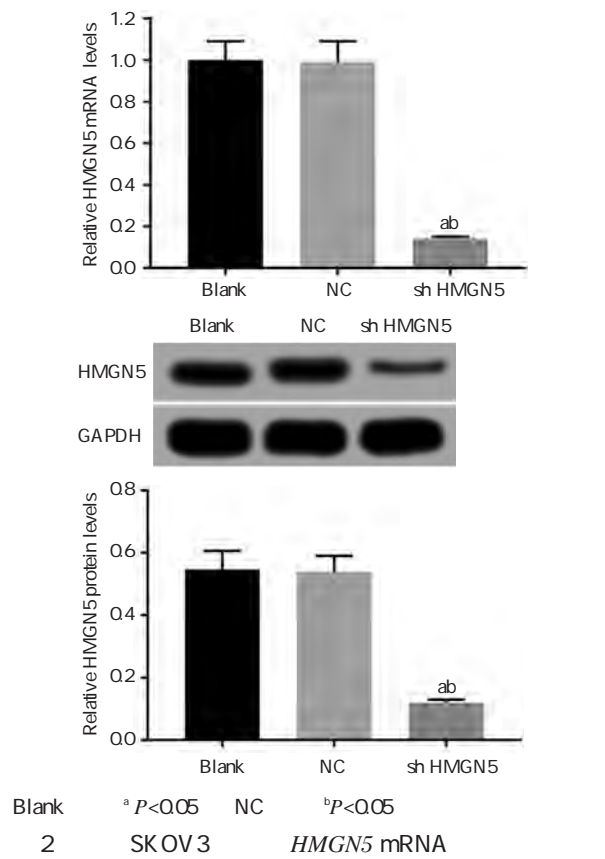 Relative HMGN5 mRNA levels
1.2
1.0
0.8
0.6
0.4
0.2
0.0
ab
Blank NC sh HMGN5
Blank NC sh HMGN5
HMGN5
GAPDH
Relative HMGN5 protein levels
0.8
0.6
0.4
0.2
0.0
ab
Blank NC sh HMGN5
Blank ᵃP<0.05 NC ᵇP<0.05
2 SKOV3 HMGN5 mRNA